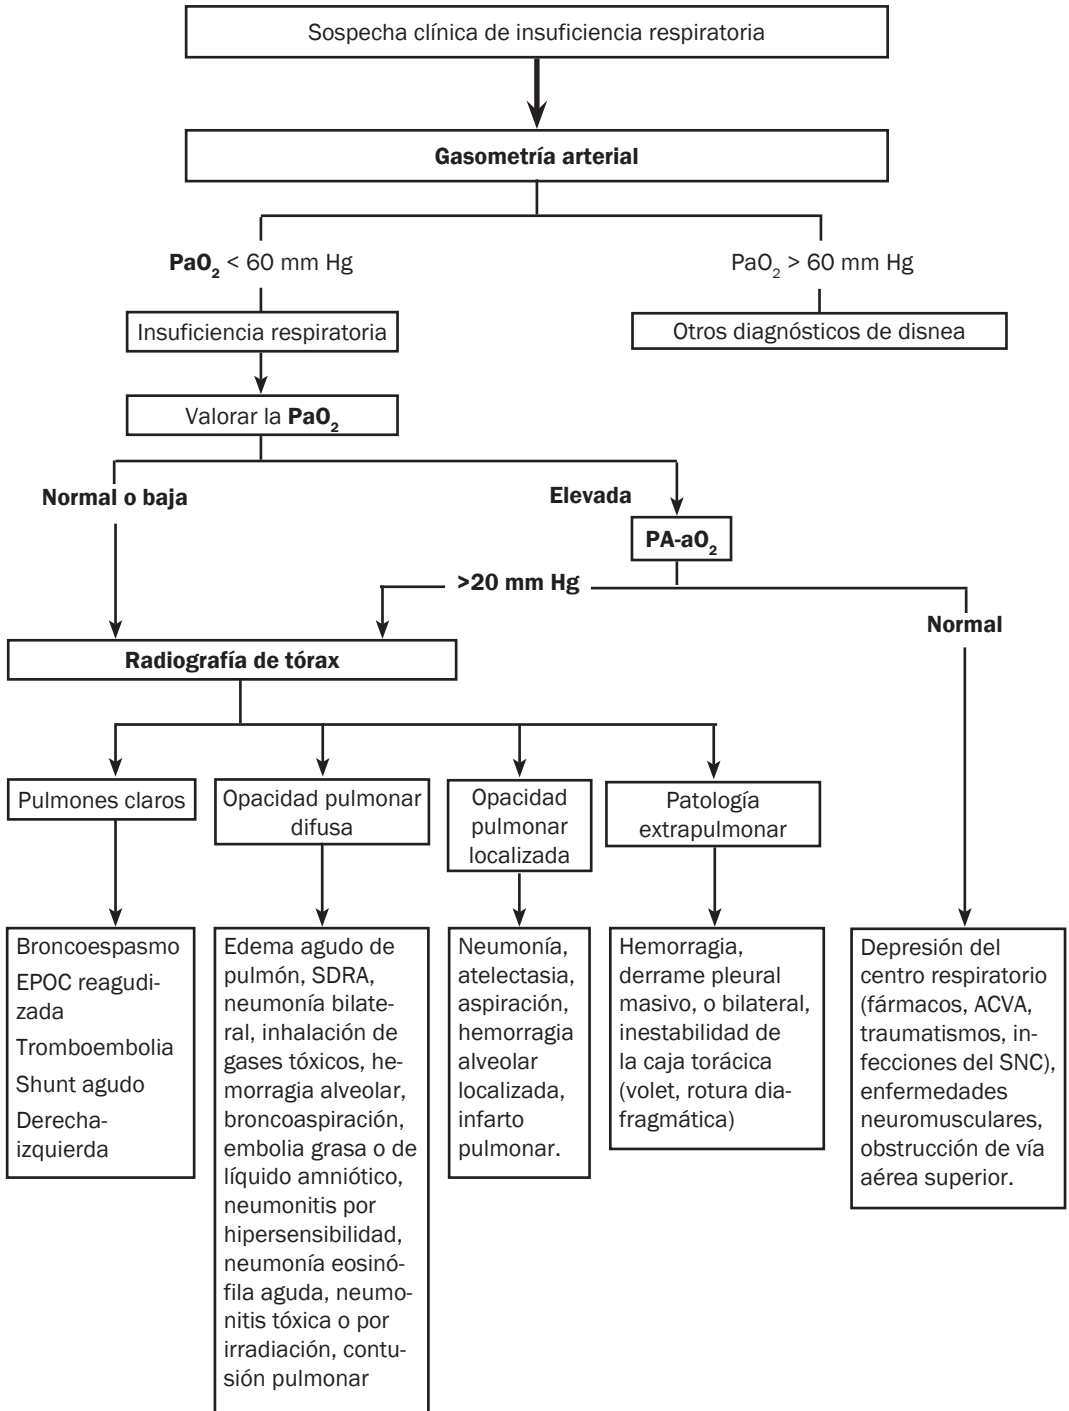 Sospecha clínica de insuficiencia respiratoria
Gasometría arterial
PaO₂ < 60 mm Hg
PaO₂ > 60 mm Hg
Insuficiencia respiratoria
Otros diagnósticos de disnea
Valorar la PaO₂
Normal o baja
Elevada
PA-aO₂
>20 mm Hg
Normal
Radiografía de tórax
Pulmones claros
Opacidad pulmonar
difusa
Opacidad
pulmonar
localizada
Patología
extrapulmonar
Broncoespasmo
EPOC reagudi-
zada
Tromboembolia
Shunt agudo
Derecha-
izquierda
Edema agudo de
pulmón, SDRA,
neumonía bilate-
ral, inhalación de
gases tóxicos, he-
morragia alveolar,
broncoaspiración,
embolia grasa o de
líquido amniótico,
neumonitis por
hipersensibilidad,
neumonía eosinó-
fila aguda, neumo-
nitis tóxica o por
irradiación, contu-
sión pulmonar
Neumonía,
atelectasia,
aspiración,
hemorragia
alveolar
localizada,
infarto
pulmonar.
Hemorragia,
derrame pleural
masivo, o bilateral,
inestabilidad de
la caja torácica
(volet, rotura dia-
fragmática)
Depresión del
centro respiratorio
(fármacos, ACVA,
traumatismos, in-
fecciones del SNC),
enfermedades
neuromusculares,
obstrucción de vía
aérea superior.